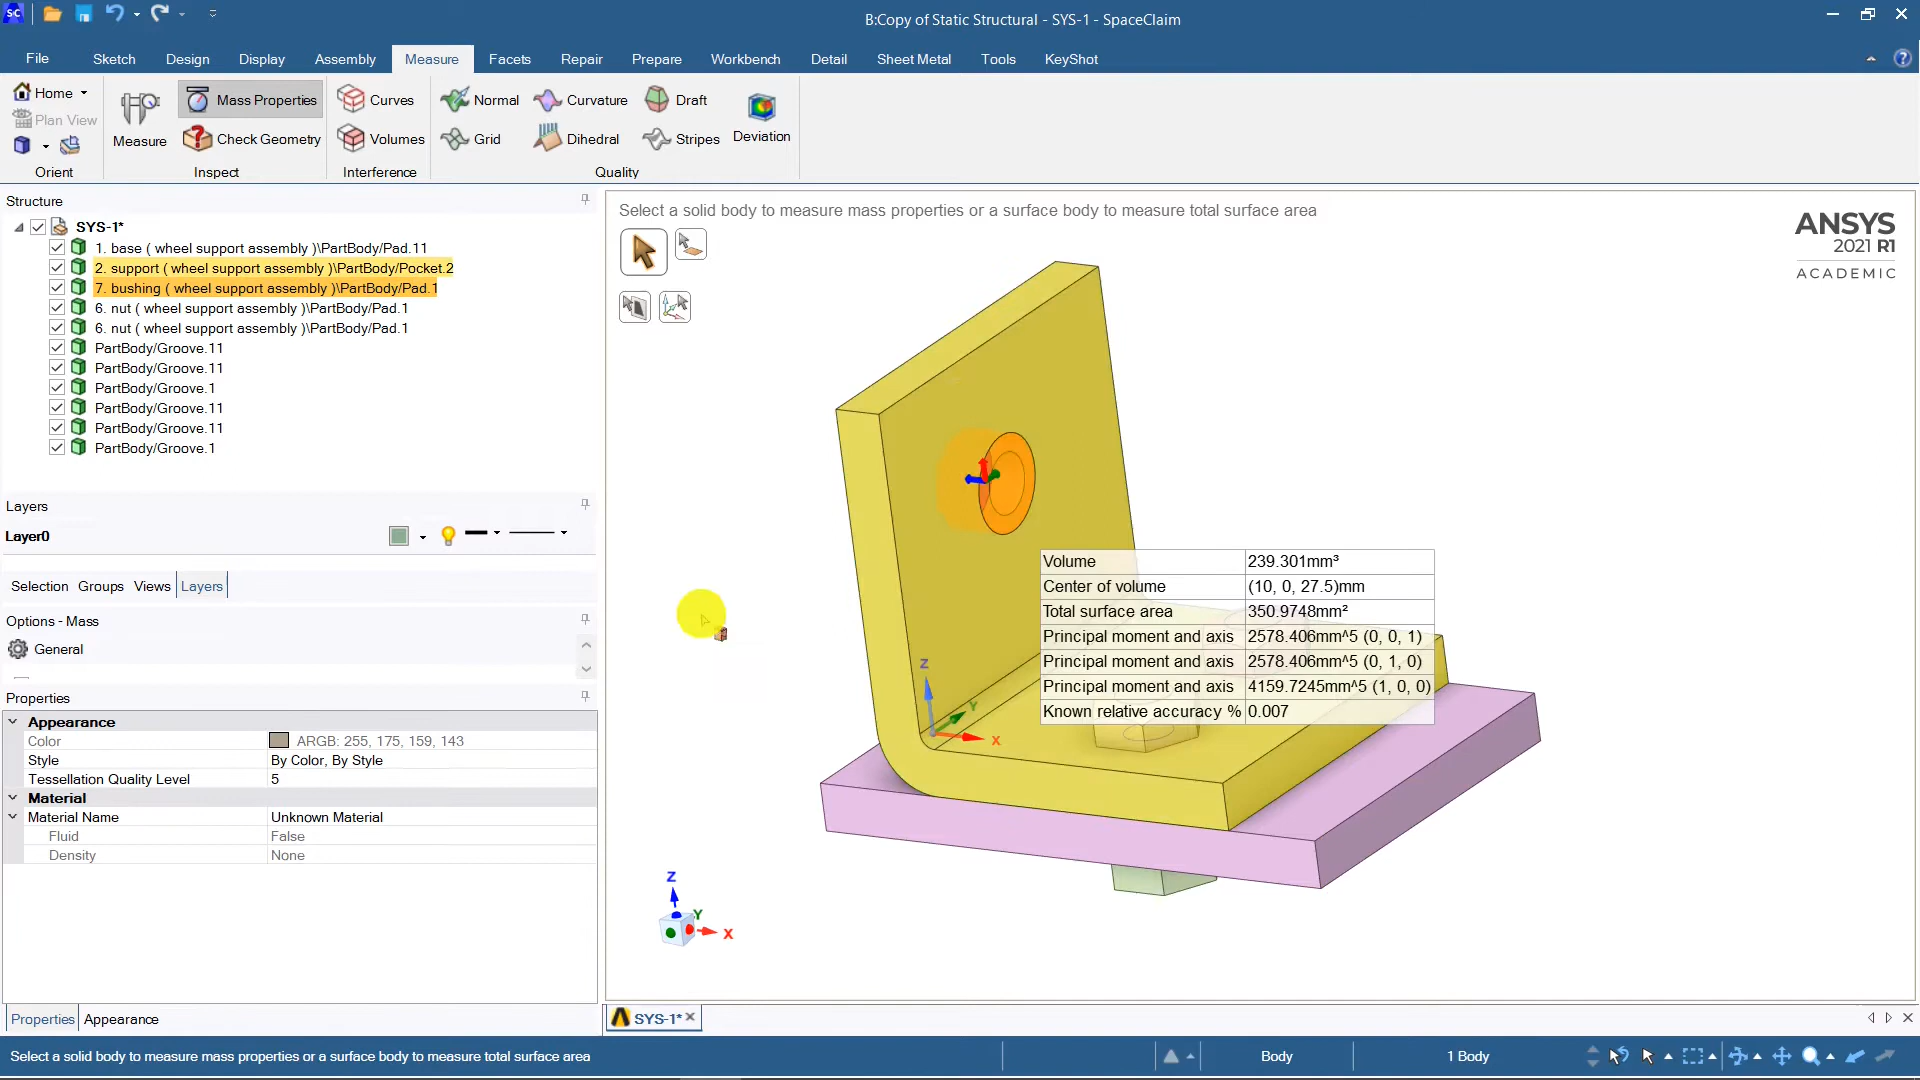 SC
B:Copy of Static Structural - SYS-1 - SpaceClaim
File Sketch Design Display Assembly Measure Facets Repair Prepare Workbench Detail Sheet Metal Tools KeyShot
Home
Plan View
Orient
Measure
Mass Properties
Check Geometry
Inspect
Curves
Volumes
Interference
Normal Curvature Draft
Grid Dihedral Stripes
Deviation
Quality
Structure
SYS-1*
1. base ( wheel support assembly )\PartBody/Pad.11
2. support ( wheel support assembly )\PartBody/Pocket.2
7. bushing ( wheel support assembly )\PartBody/Pad.1
6. nut ( wheel support assembly )\PartBody/Pad.1
6. nut ( wheel support assembly )\PartBody/Pad.1
PartBody/Groove.11
PartBody/Groove.11
PartBody/Groove.1
PartBody/Groove.11
PartBody/Groove.11
PartBody/Groove.1
Layers
Layer0
Selection Groups Views Layers
Options - Mass
General
Properties
Appearance
Color ARGB: 255, 175, 159, 143
Style By Color, By Style
Tessellation Quality Level 5
Material
Material Name Unknown Material
Fluid False
Density None
Properties Appearance
Select a solid body to measure mass properties or a surface body to measure total surface area
ANSYS
2021 R1
ACADEMIC
Volume 239.301mm³
Center of volume (10, 0, 27.5)mm
Total surface area 350.9748mm²
Principal moment and axis 2578.406mm^5 (0, 0, 1)
Principal moment and axis 2578.406mm^5 (0, 1, 0)
Principal moment and axis 4159.7245mm^5 (1, 0, 0)
Known relative accuracy % 0.007
Z
Y
X
Z
Y
X
SYS-1*
Select a solid body to measure mass properties or a surface body to measure total surface area
Body
1 Body